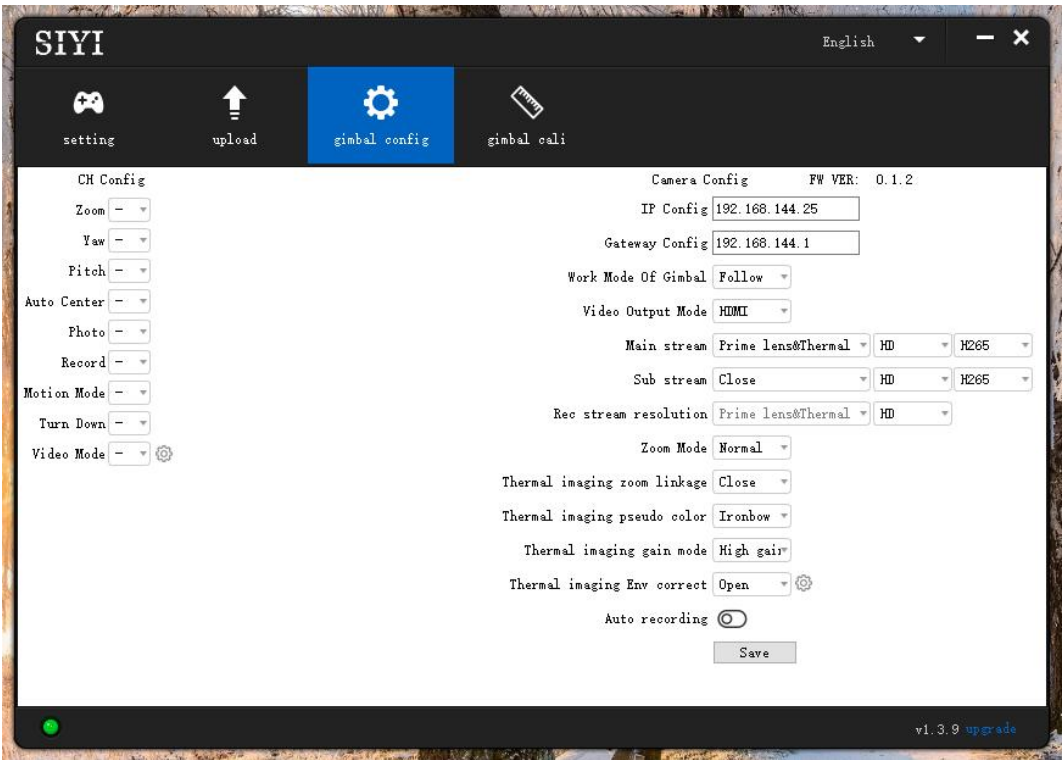 SIYI
English
setting upload gimbal config gimbal cali
CH Config
Zoom –
Yaw –
Pitch –
Auto Center –
Photo –
Record –
Motion Mode –
Turn Down –
Video Mode –
Camera Config FW VER: 0.1.2
IP Config 192.168.144.25
Gateway Config 192.168.144.1
Work Mode Of Gimbal Follow
Video Output Mode HDMI
Main stream Prime lens&Thermal HD H265
Sub stream Close HD H265
Rec stream resolution Prime lens&Thermal HD
Zoom Mode Normal
Thermal imaging zoom linkage Close
Thermal imaging pseudo color Ironbow
Thermal imaging gain mode High gain
Thermal imaging Env correct Open
Auto recording
Save
v1.3.9 upgrade